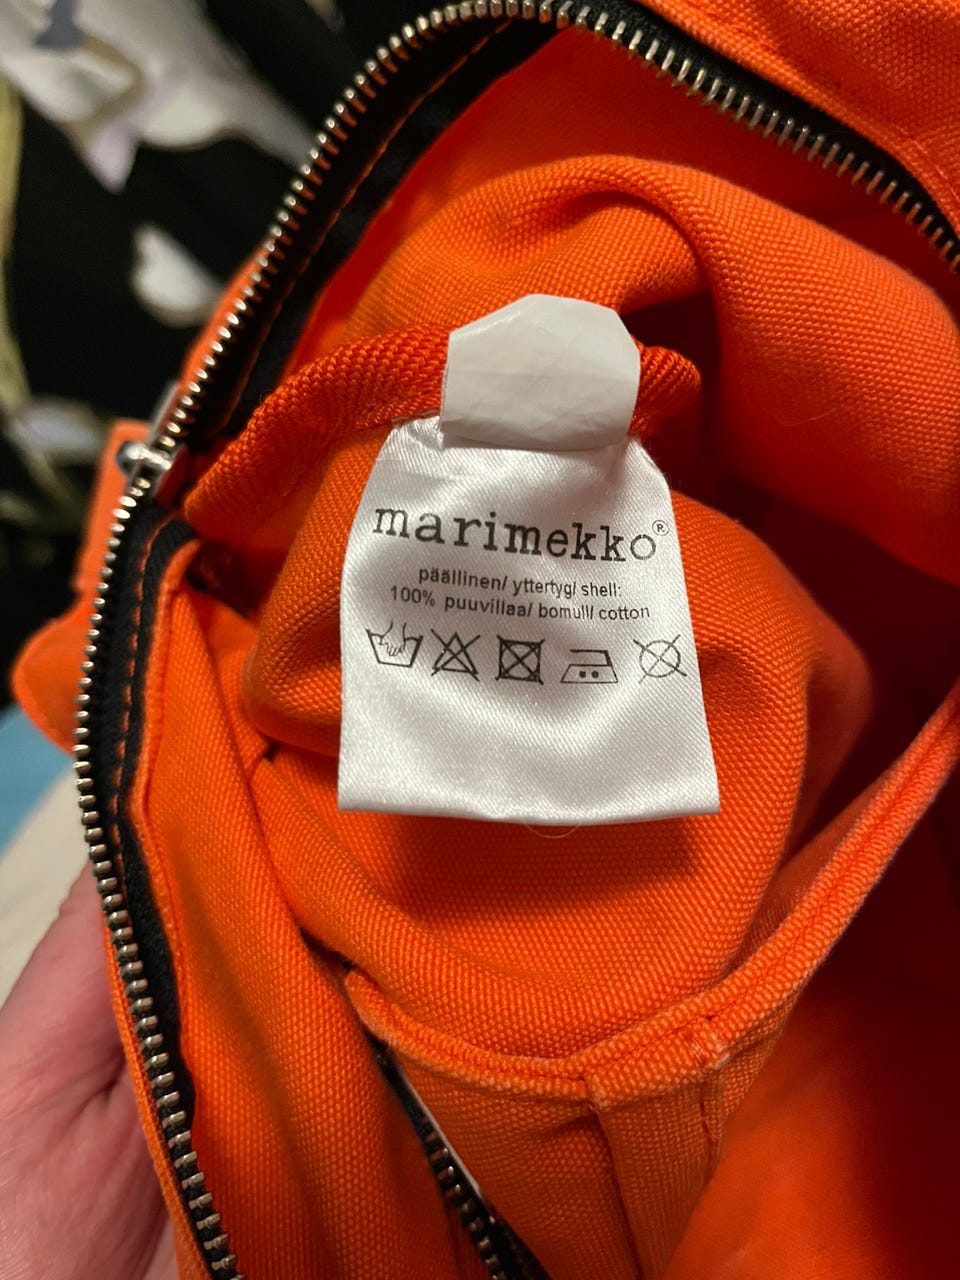 marimekko®
päällinen/ yttertyg/ shell:
100% puuvillaa/ bomull/ cotton